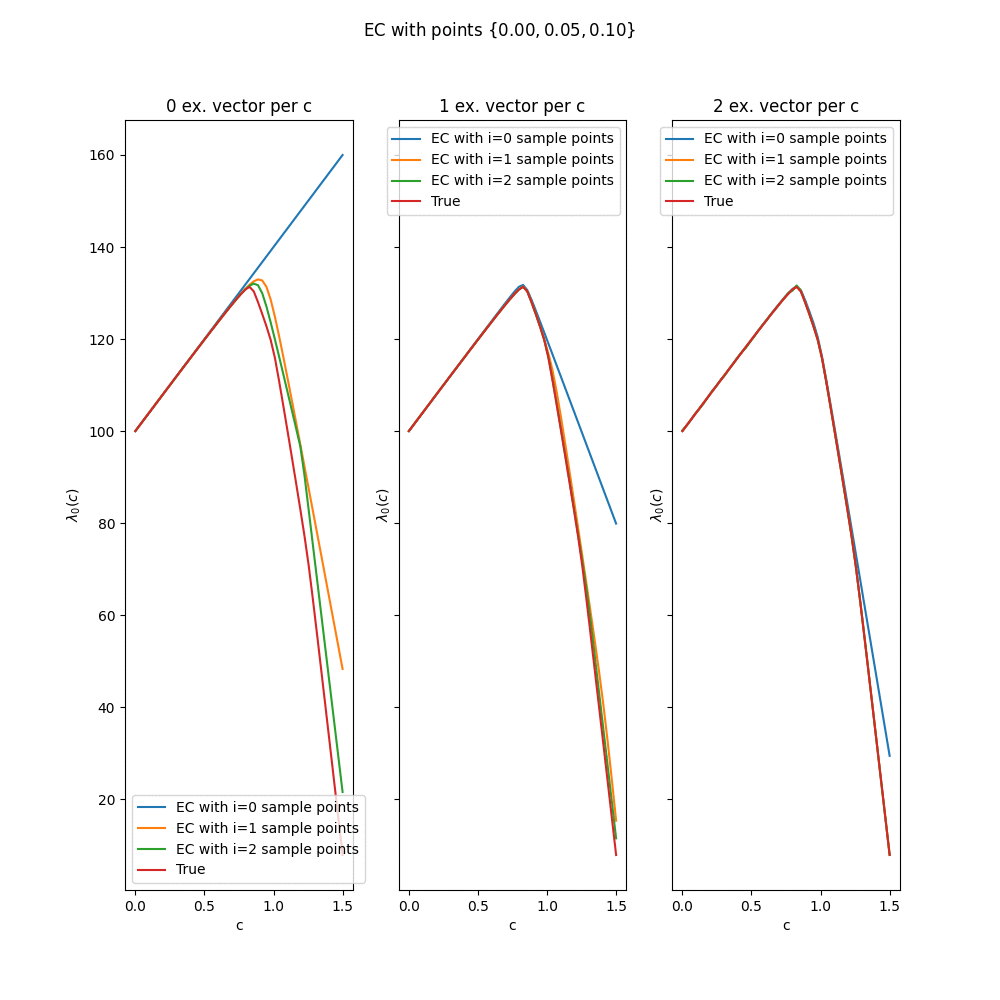 EC with points {0.00, 0.05, 0.10}
0 ex. vector per c
160
140
120
100
80
60
40
20
λ₀(c)
EC with i=0 sample points
EC with i=1 sample points
EC with i=2 sample points
True
0.0 0.5 1.0 1.5
c
1 ex. vector per c
EC with i=0 sample points
EC with i=1 sample points
EC with i=2 sample points
True
λ₀(c)
0.0 0.5 1.0 1.5
c
2 ex. vector per c
EC with i=0 sample points
EC with i=1 sample points
EC with i=2 sample points
True
λ₀(c)
0.0 0.5 1.0 1.5
c